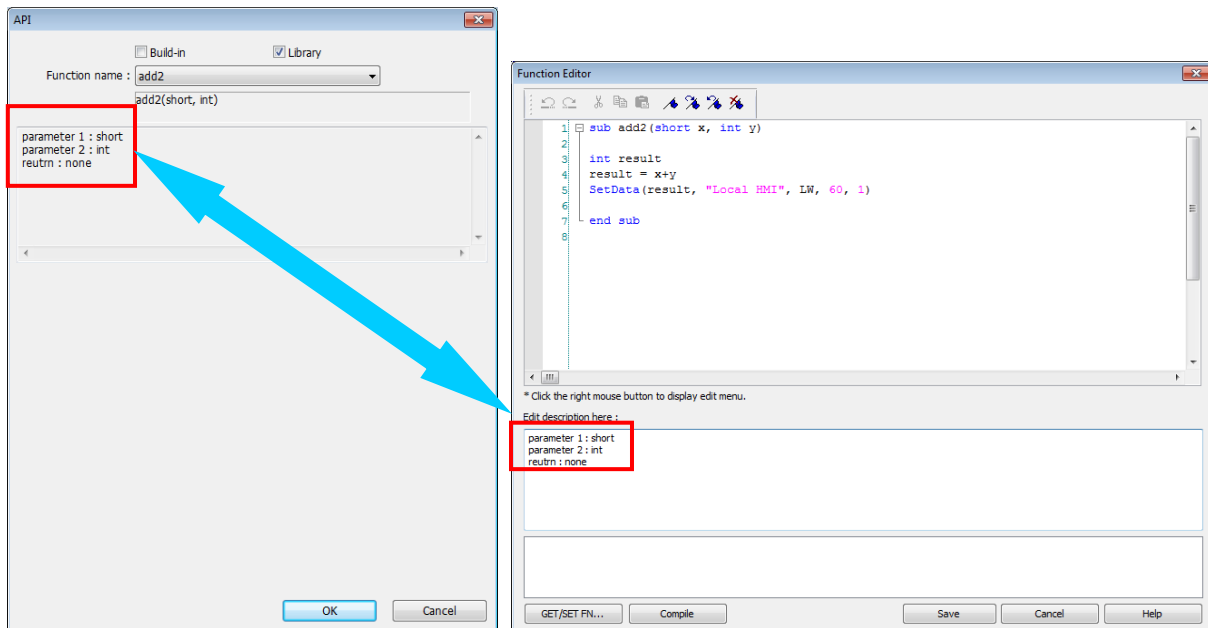 API
Build-in
Library
Function name :
add2
add2(short, int)
parameter 1 : short
parameter 2 : int
reutrn : none
OK
Cancel
Function Editor
1 sub add2(short x, int y)
2
3 int result
4 result = x+y
5 SetData(result, "Local HMI", LW, 60, 1)
6
7 end sub
8
* Click the right mouse button to display edit menu.
Edit description here :
parameter 1 : short
parameter 2 : int
reutrn : none
GET/SET FN...
Compile
Save
Cancel
Help